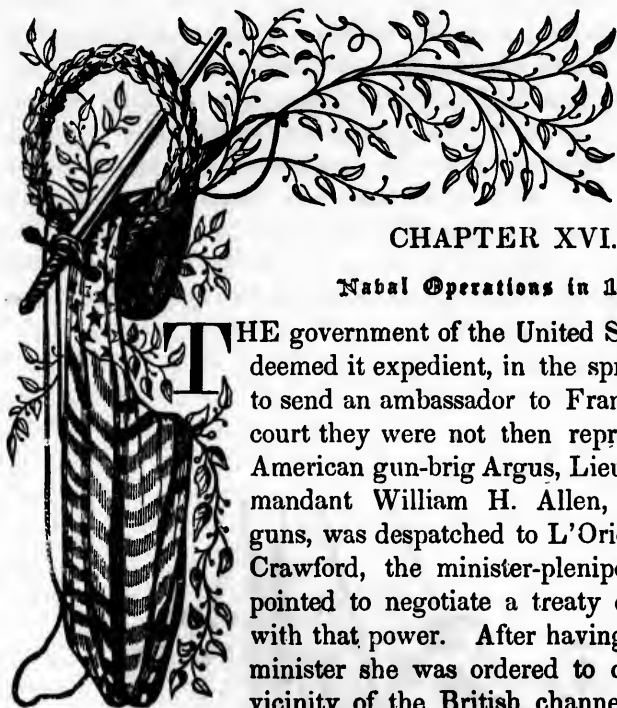 CHAPTER XVI.
Naval Operations in 1
THE government of the United S
deemed it expedient, in the spr
to send an ambassador to Fran
court they were not then repr
American gun-brig Argus, Lieu
mandant William H. Allen,
guns, was despatched to L'Ori
Crawford, the minister-plenip
pointed to negotiate a treaty
with that power. After having
minister she was ordered to
vicinity of the British channe